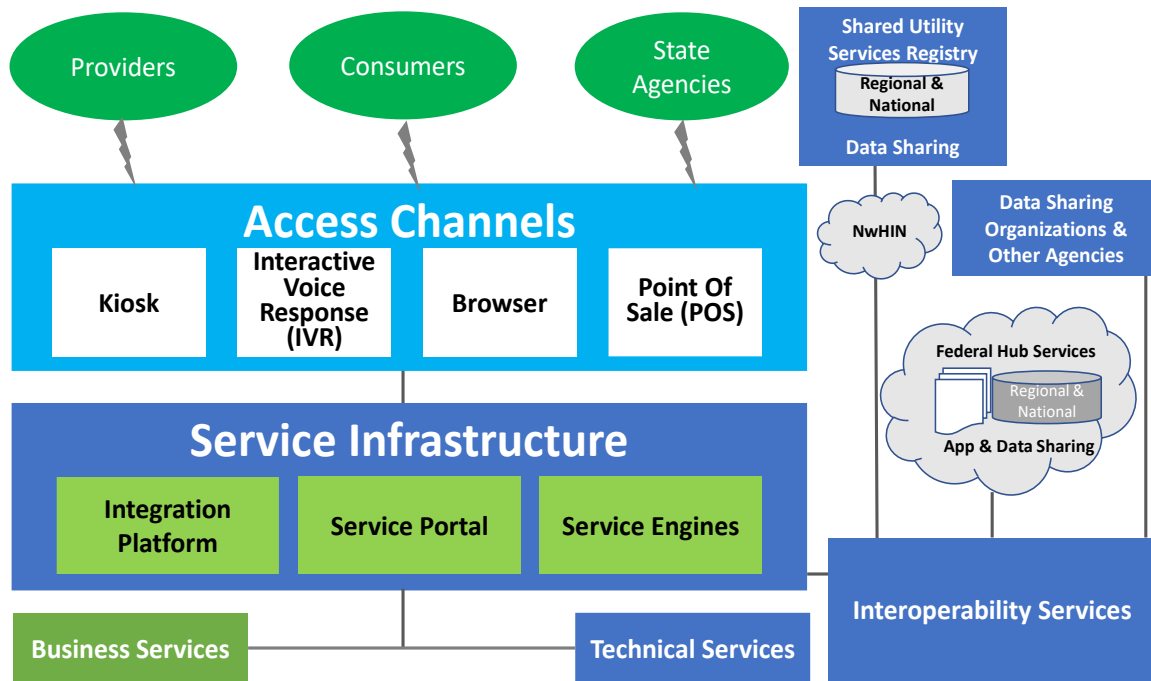 Providers
Consumers
State
Agencies
Shared Utility
Services Registry
Regional &
National
Data Sharing
Access Channels
Kiosk
Interactive
Voice
Response
(IVR)
Browser
Point Of
Sale (POS)
NwHIN
Data Sharing
Organizations &
Other Agencies
Federal Hub Services
Regional &
National
App & Data Sharing
Service Infrastructure
Integration
Platform
Service Portal
Service Engines
Interoperability Services
Business Services
Technical Services